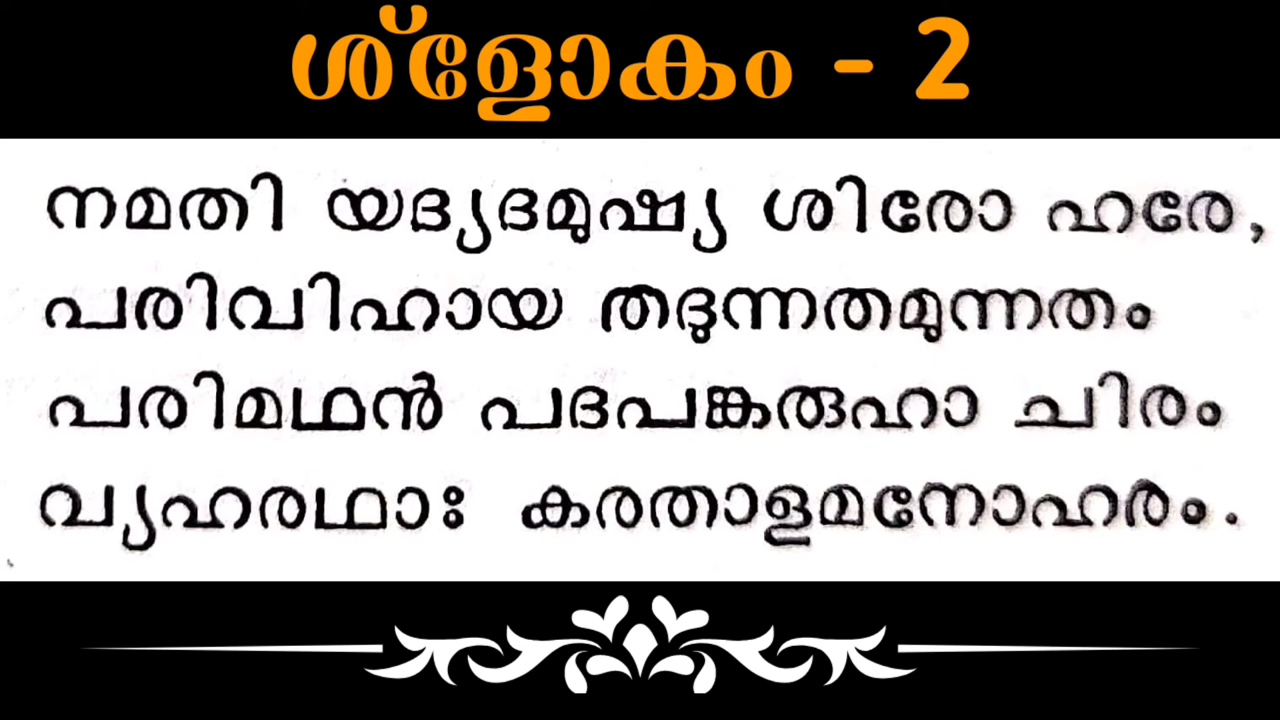 ശ്ളോകം - 2
നമതി യദ്യദമുഷ്യ ശിരോ ഹരേ,
പരിവിഹായ തദുന്നതമുന്നതം
പരിമഥൻ പദപങ്കരുഹാ ചിരം
വ്യഹരഥാഃ കരതാളമനോഹരം.